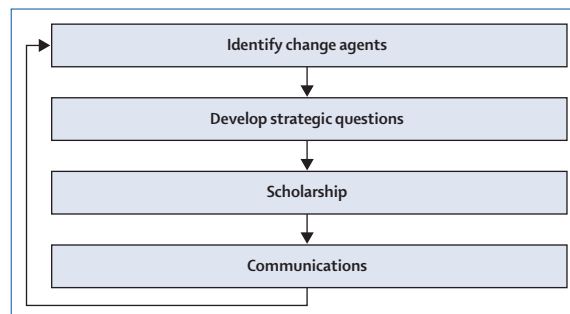 Identify change agents
Develop strategic questions
Scholarship
Communications